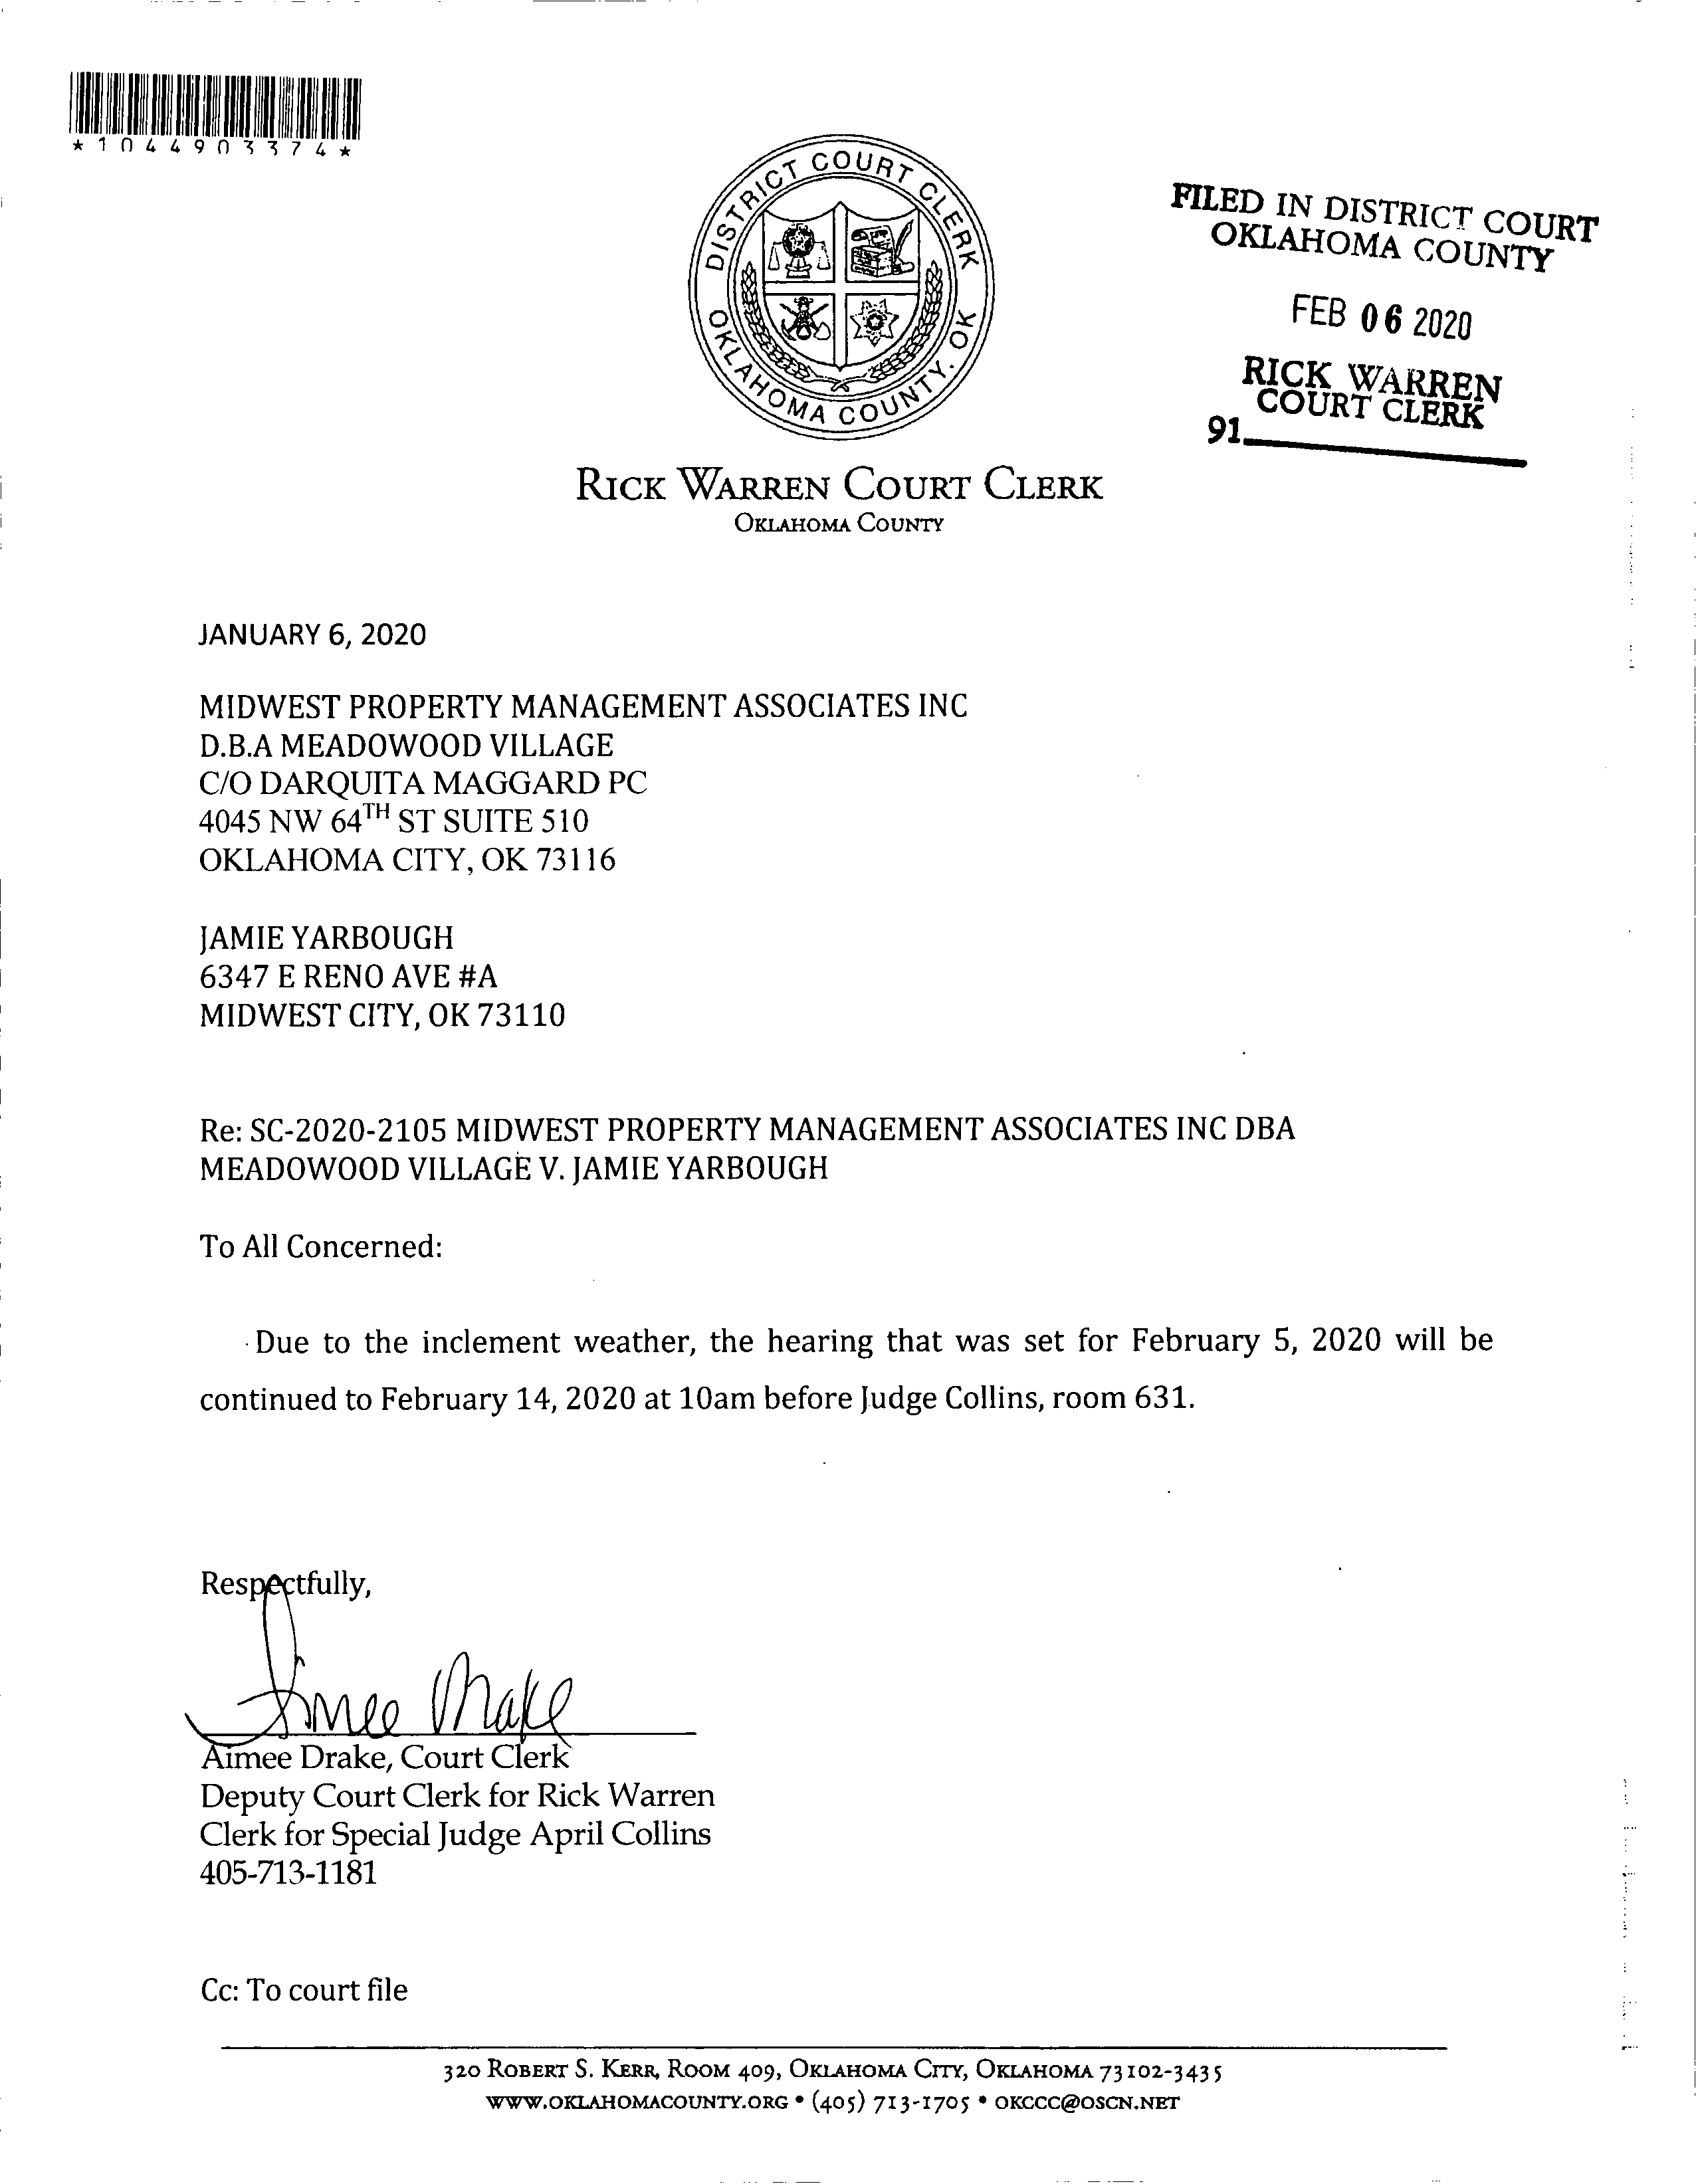 *1044903374*
DISTRICT COURT CLERK
OKLAHOMA COUNTY, OK
FILED IN DISTRICT COURT
OKLAHOMA COUNTY
FEB 06 2020
RICK WARREN
COURT CLERK
91
RICK WARREN COURT CLERK
OKLAHOMA COUNTY
JANUARY 6, 2020
MIDWEST PROPERTY MANAGEMENT ASSOCIATES INC
D.B.A MEADOWOOD VILLAGE
C/O DARQUITA MAGGARD PC
4045 NW 64TH ST SUITE 510
OKLAHOMA CITY, OK 73116
JAMIE YARBOUGH
6347 E RENO AVE #A
MIDWEST CITY, OK 73110
Re: SC-2020-2105 MIDWEST PROPERTY MANAGEMENT ASSOCIATES INC DBA
MEADOWOOD VILLAGE V. JAMIE YARBOUGH
To All Concerned:
Due to the inclement weather, the hearing that was set for February 5, 2020 will be
continued to February 14, 2020 at 10am before Judge Collins, room 631.
Respectfully,
Aimee Drake
Aimee Drake, Court Clerk
Deputy Court Clerk for Rick Warren
Clerk for Special Judge April Collins
405-713-1181
Cc: To court file
320 ROBERT S. KERR, ROOM 409, OKLAHOMA CITY, OKLAHOMA 73102-3435
WWW.OKLAHOMACOUNTY.ORG • (405) 713-1705 • OKCCC@OSCN.NET